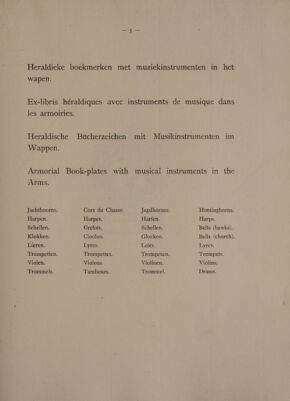 — 5 —
Heraldieke boekmerken met muziekinstrumenten in het
wapen.
Ex-libris héraldiques avec instruments de musique dans
les armoiries.
Heraldische Bücherzeichen mit Musikinstrumenten im
Wappen.
Armorial Book-plates with musical instruments in the
Arms.
Jachthoorns. Cors du Chasse. Jagdhörner. Huntinghorns.
Harpen. Harpes. Harfen. Harps.
Schellen. Grelots. Schellen. Bells (hawks).
Klokken. Cloches. Glocken. Bells (church).
Lieren. Lyres. Leier. Lyres.
Trompetten. Trompettes. Trompeten. Trumpets.
Violen. Violons. Violinen. Violins.
Trommels. Tambours. Trommel. Drums.